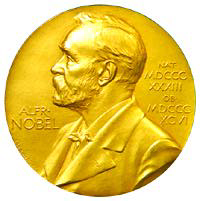 ALFR·
NOBEL
NAT·
MDCCC
XXXIII
OB·
MDCCC
XCVI